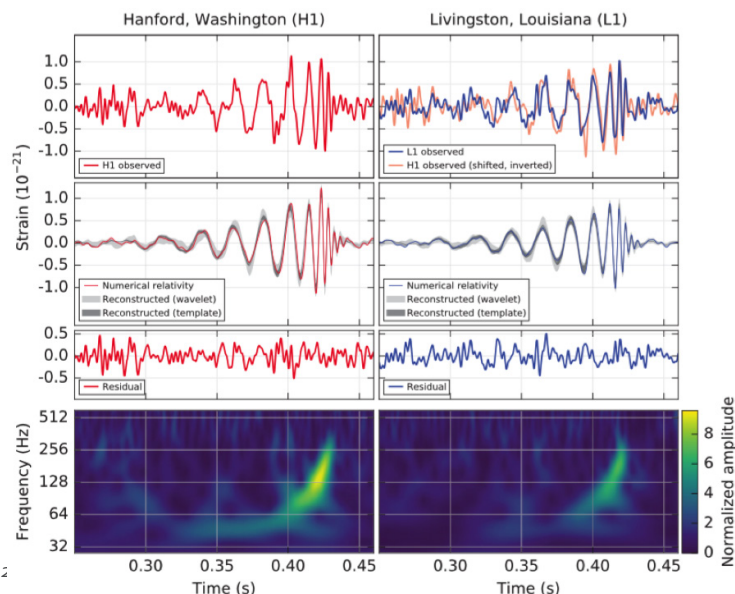 Hanford, Washington (H1)
Livingston, Louisiana (L1)
Strain (10⁻²¹)
1.0
0.5
0.0
-0.5
-1.0
H1 observed
L1 observed
H1 observed (shifted, inverted)
1.0
0.5
0.0
-0.5
-1.0
Numerical relativity
Reconstructed (wavelet)
Reconstructed (template)
Numerical relativity
Reconstructed (wavelet)
Reconstructed (template)
0.5
0.0
-0.5
Residual
Residual
Frequency (Hz)
512
256
128
64
32
Normalized amplitude
8
6
4
2
0
0.30 0.35 0.40 0.45
0.30 0.35 0.40 0.45
Time (s)
Time (s)